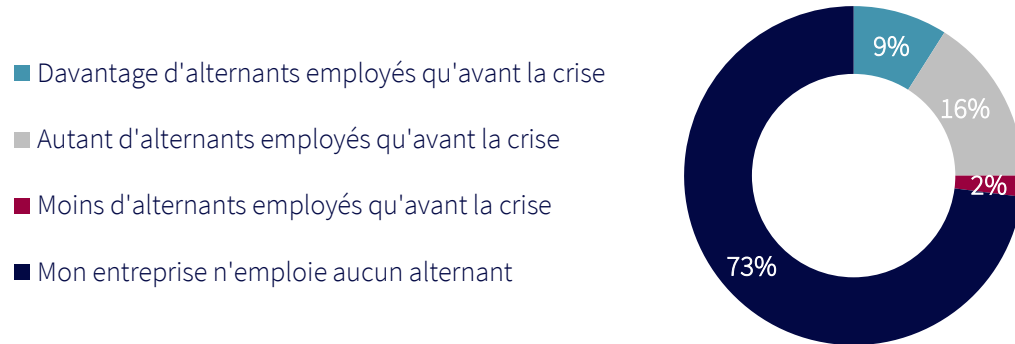 Davantage d'alternants employés qu'avant la crise
Autant d'alternants employés qu'avant la crise
Moins d'alternants employés qu'avant la crise
Mon entreprise n'emploie aucun alternant
9%
16%
2%
73%